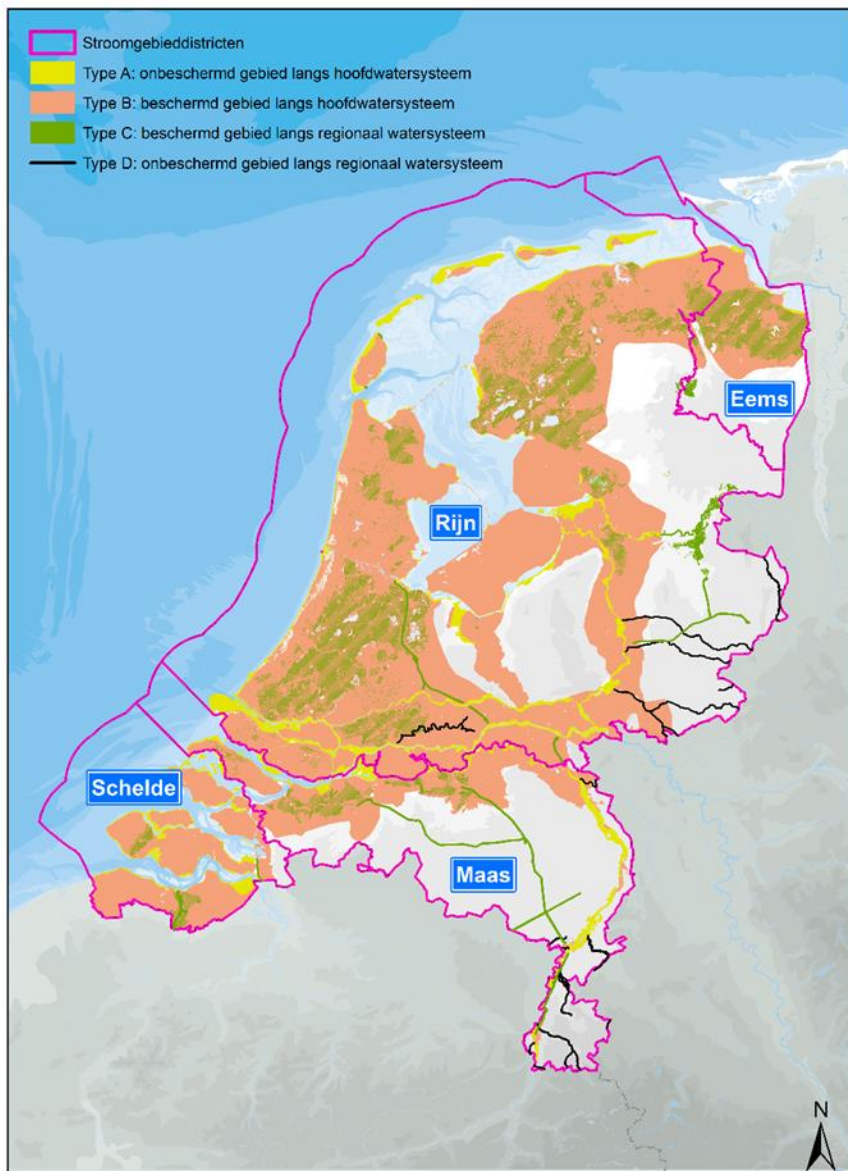 Stroomgebieddistricten
Type A: onbeschermd gebied langs hoofdwatersysteem
Type B: beschermd gebied langs hoofdwatersysteem
Type C: beschermd gebied langs regionaal watersysteem
Type D: onbeschermd gebied langs regionaal watersysteem
Eems
Rijn
Schelde
Maas
N